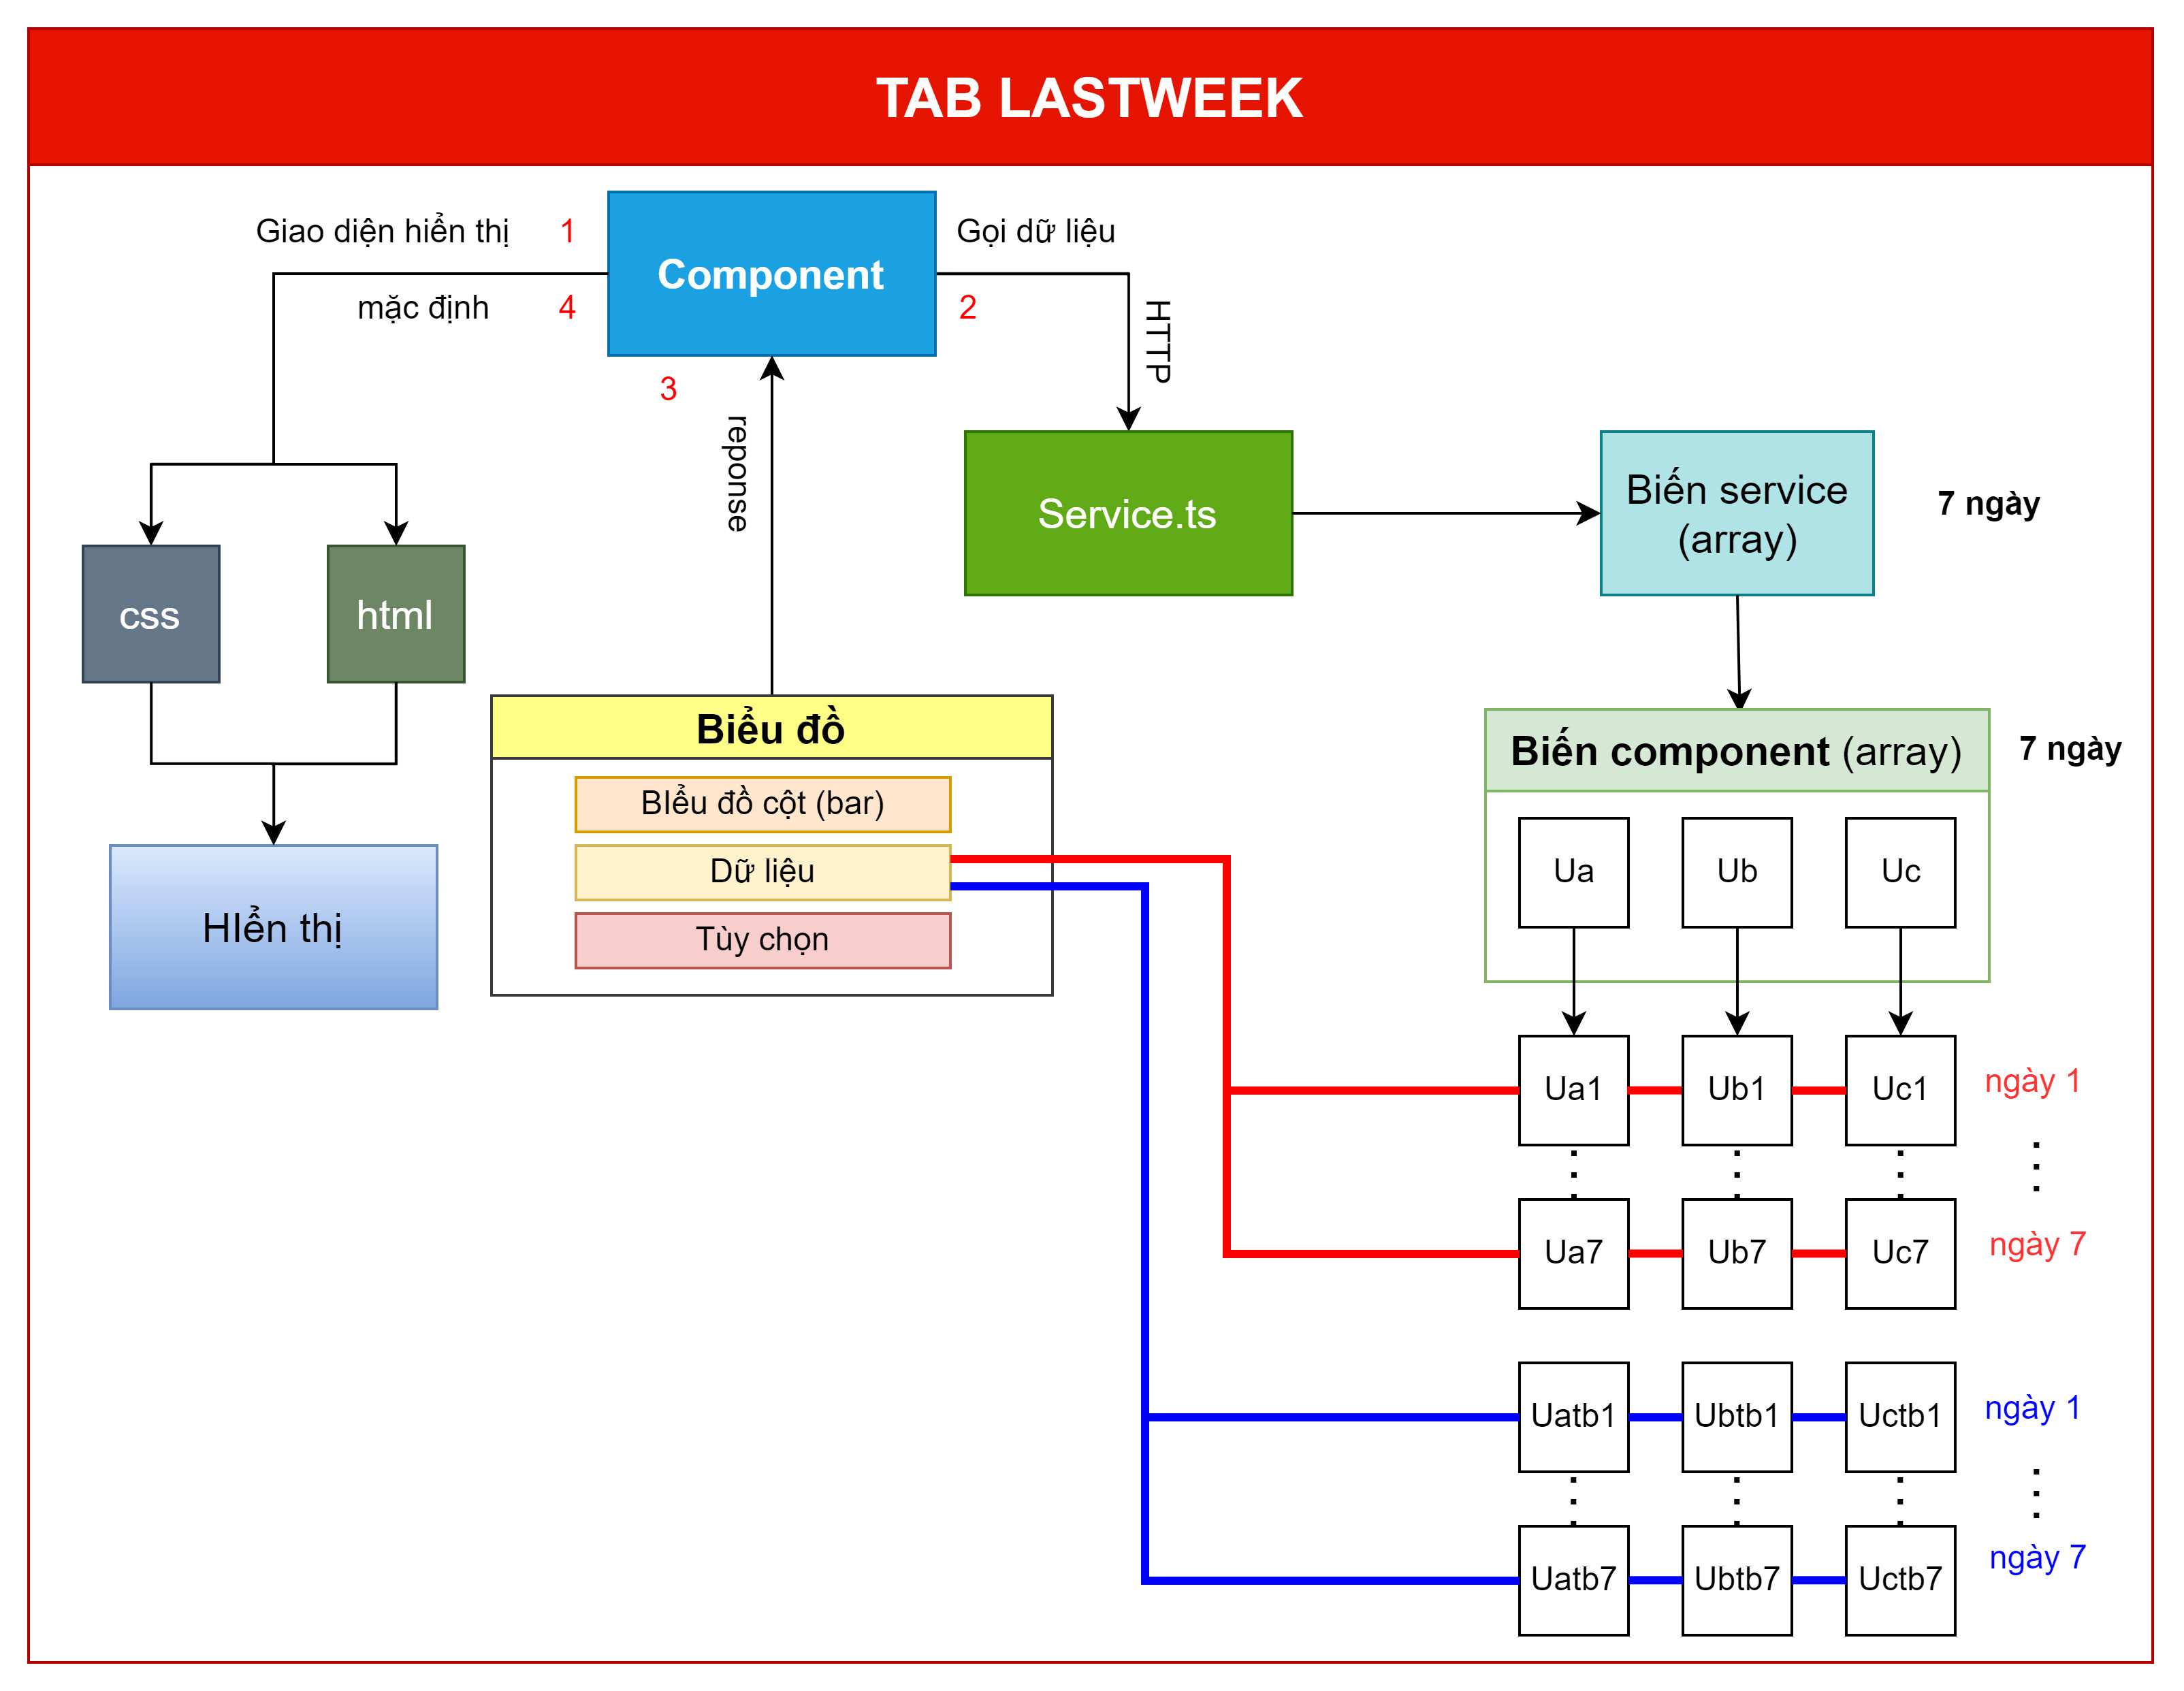 TAB LASTWEEK
Giao diện hiển thị
1
mặc định
4
Component
Gọi dữ liệu
2
HTTP
3
reponse
Service.ts
Biến service
(array)
7 ngày
css
html
HIển thị
Biểu đồ
BIểu đồ cột (bar)
Dữ liệu
Tùy chọn
Biến component (array)
7 ngày
Ua
Ub
Uc
Ua1
Ub1
Uc1
ngày 1
Ua7
Ub7
Uc7
ngày 7
Uatb1
Ubtb1
Uctb1
ngày 1
Uatb7
Ubtb7
Uctb7
ngày 7